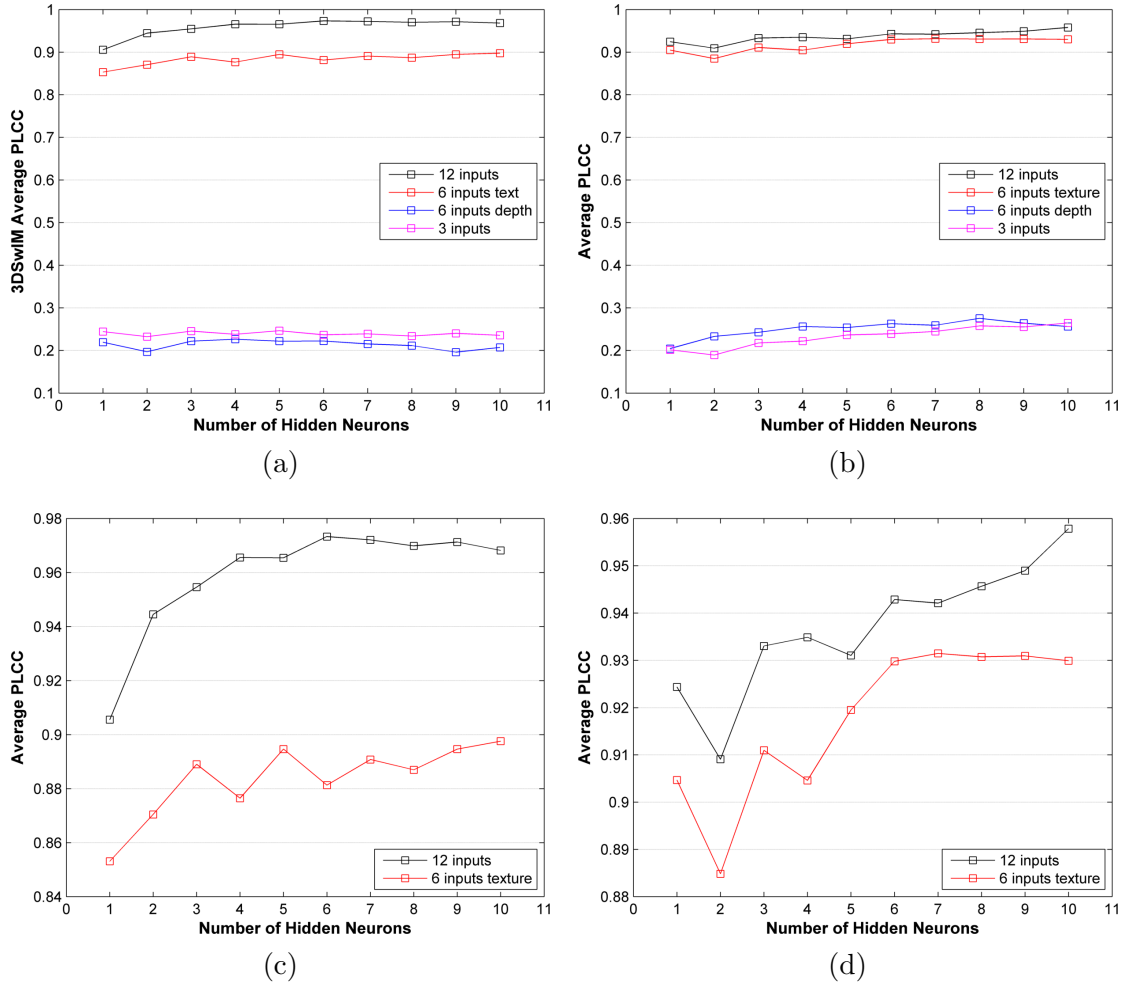 1
0.9
0.8
0.7
0.6
0.5
0.4
0.3
0.2
0.1
3DSwIM Average PLCC
12 inputs
6 inputs text
6 inputs depth
3 inputs
0 1 2 3 4 5 6 7 8 9 10 11
Number of Hidden Neurons
(a)
1
0.9
0.8
0.7
0.6
0.5
0.4
0.3
0.2
0.1
Average PLCC
12 inputs
6 inputs texture
6 inputs depth
3 inputs
0 1 2 3 4 5 6 7 8 9 10 11
Number of Hidden Neurons
(b)
0.98
0.96
0.94
0.92
0.9
0.88
0.86
0.84
Average PLCC
12 inputs
6 inputs texture
0 1 2 3 4 5 6 7 8 9 10 11
Number of Hidden Neurons
(c)
0.96
0.95
0.94
0.93
0.92
0.91
0.9
0.89
0.88
Average PLCC
12 inputs
6 inputs texture
0 1 2 3 4 5 6 7 8 9 10 11
Number of Hidden Neurons
(d)